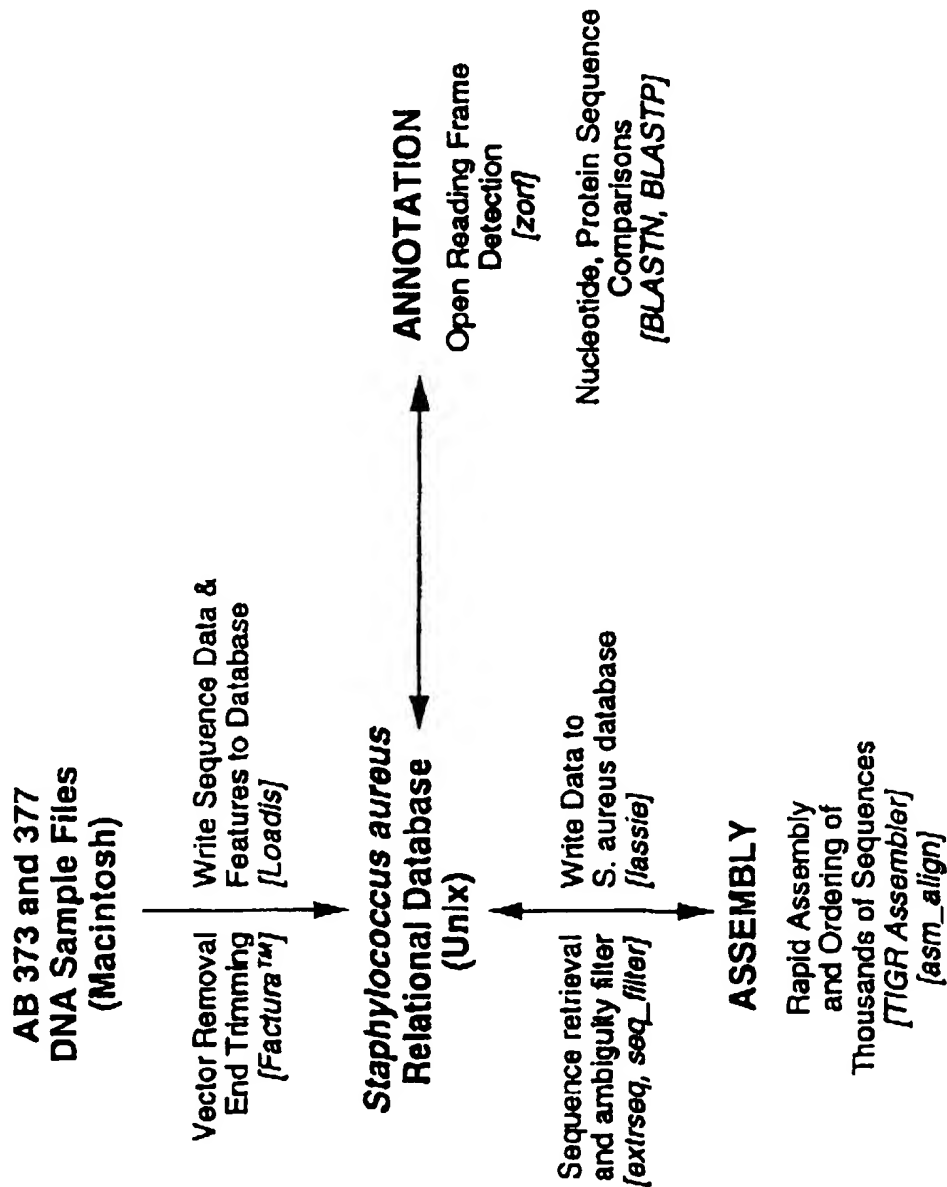 AB 373 and 377
DNA Sample Files
(Macintosh)
Vector Removal
End Trimming
[Factura™]
Write Sequence Data &
Features to Database
[Loadis]
Staphylococcus aureus
Relational Database
(Unix)
ANNOTATION
Open Reading Frame
Detection
[zorf]
Nucleotide, Protein Sequence
Comparisons
[BLASTN, BLASTP]
Sequence retrieval
and ambiguity filter
[extrseq, seq_filter]
Write Data to
S. aureus database
[lassie]
ASSEMBLY
Rapid Assembly
and Ordering of
Thousands of Sequences
[TIGR Assembler]
[asm_align]